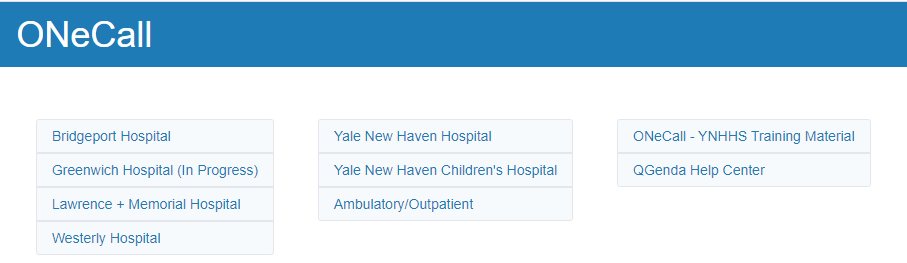 ONeCall
Bridgeport Hospital
Greenwich Hospital (In Progress)
Lawrence + Memorial Hospital
Westerly Hospital
Yale New Haven Hospital
Yale New Haven Children's Hospital
Ambulatory/Outpatient
ONeCall - YNHHS Training Material
QGenda Help Center